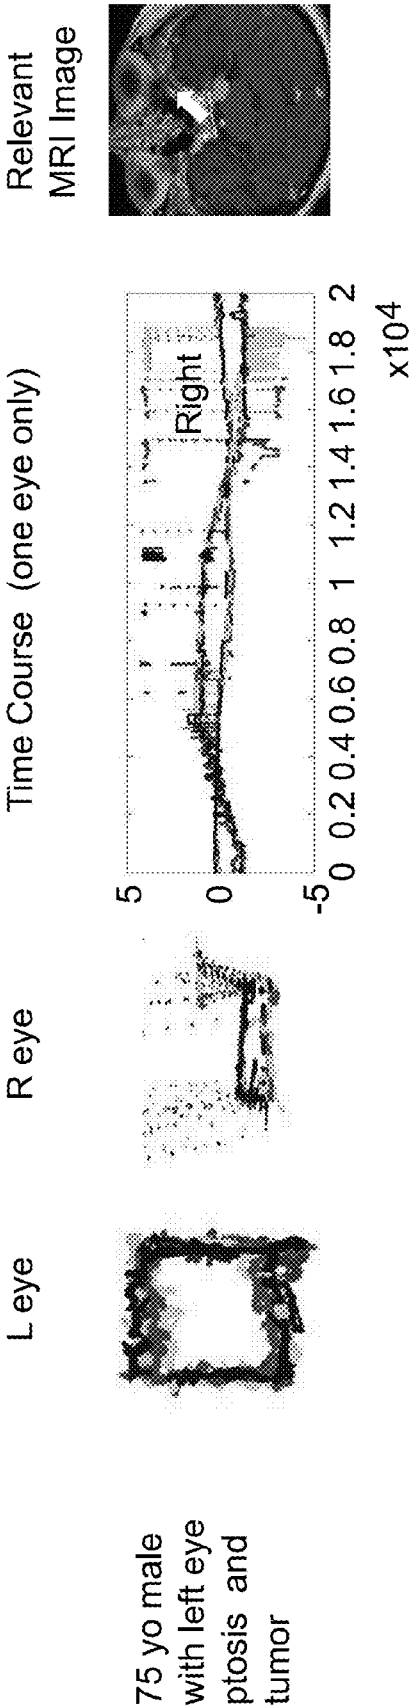 L eye
R eye
Time Course (one eye only)
Relevant
MRI Image
75 yo male
with left eye
ptosis and
tumor
5
0
-5
Right
0 0.2 0.4 0.6 0.8 1 1.2 1.4 1.6 1.8 2
x10⁴